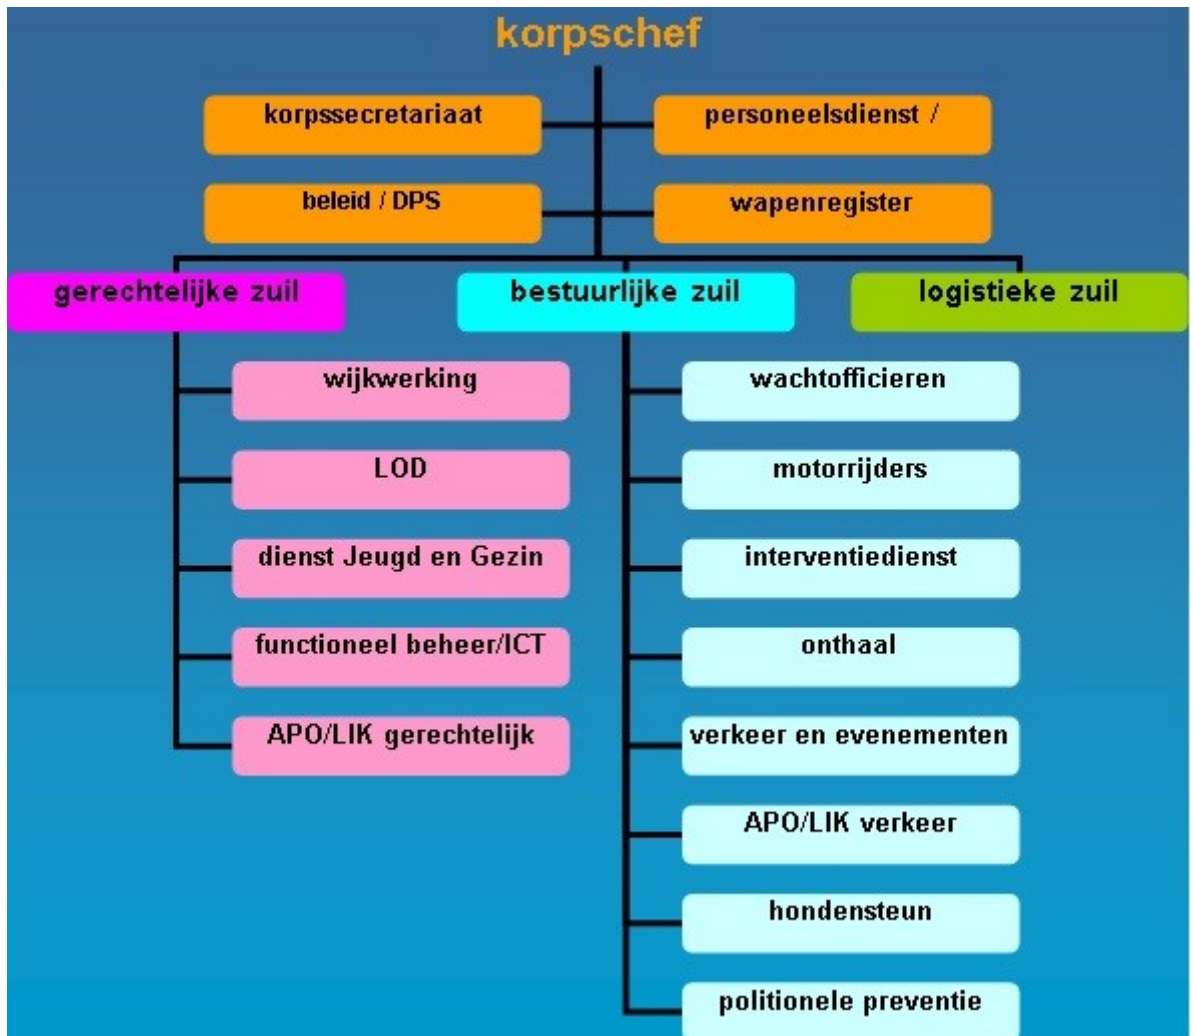 korpschef
korpssecretariaat
personeelsdienst /
beleid / DPS
wapenregister
gerechtelijke zuil
bestuurlijke zuil
logistieke zuil
wijkwerking
LOD
dienst Jeugd en Gezin
functioneel beheer/ICT
APO/LIK gerechtelijk
wachtofficieren
motorrijders
interventiedienst
onthaal
verkeer en evenementen
APO/LIK verkeer
hondensteun
politionele preventie